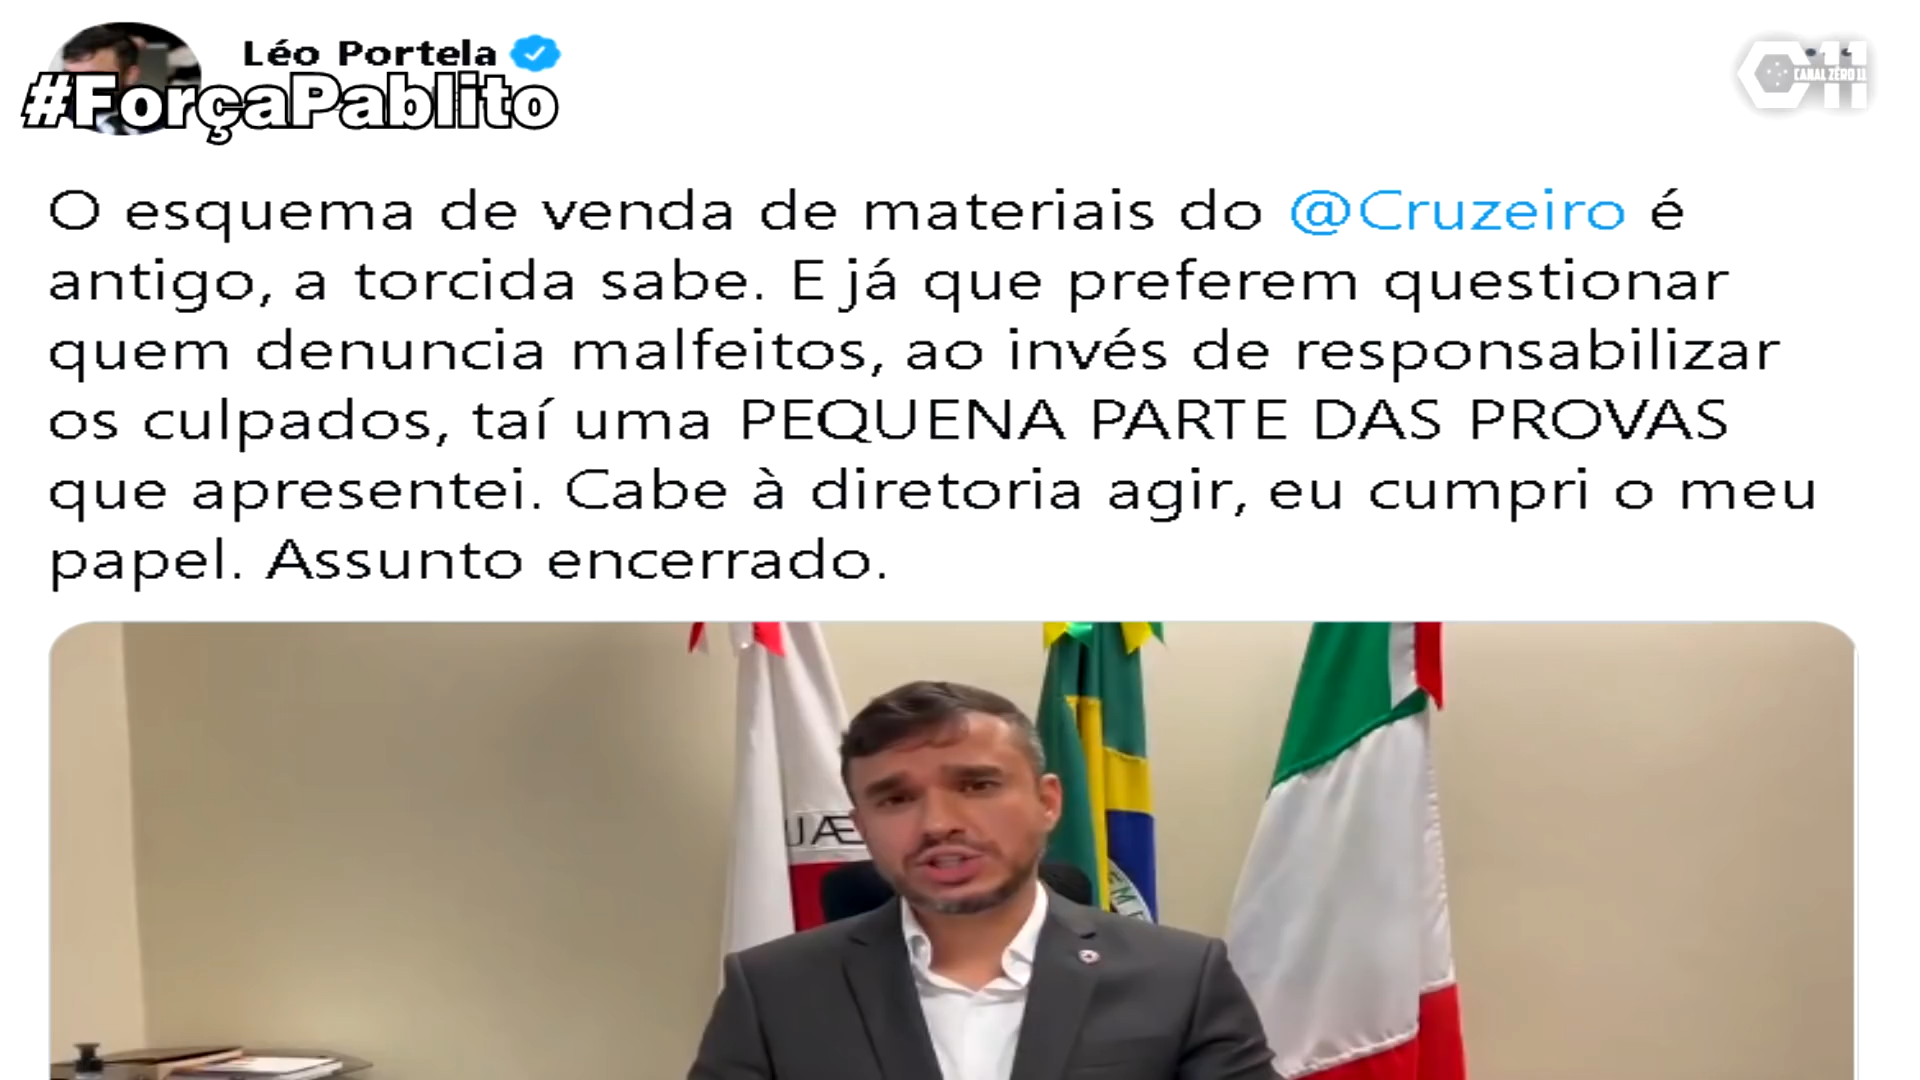 Léo Portela
#ForçaPablito
CANAL ZERO 11
O esquema de venda de materiais do @Cruzeiro é
antigo, a torcida sabe. E já que preferem questionar
quem denuncia malfeitos, ao invés de responsabilizar
os culpados, taí uma PEQUENA PARTE DAS PROVAS
que apresentei. Cabe à diretoria agir, eu cumpri o meu
papel. Assunto encerrado.
UÆ